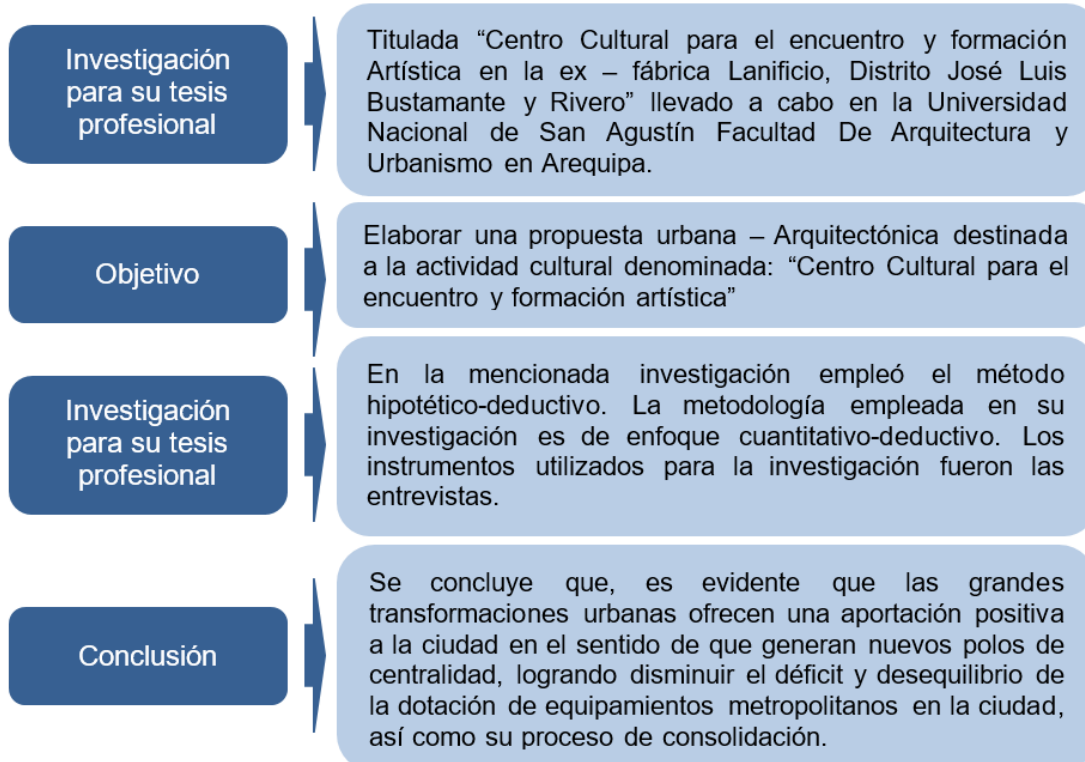 Investigación
para su tesis
profesional
Titulada “Centro Cultural para el encuentro y formación
Artística en la ex – fábrica Lanificio, Distrito José Luis
Bustamante y Rivero” llevado a cabo en la Universidad
Nacional de San Agustín Facultad De Arquitectura y
Urbanismo en Arequipa.
Objetivo
Elaborar una propuesta urbana – Arquitectónica destinada
a la actividad cultural denominada: “Centro Cultural para el
encuentro y formación artística”
Investigación
para su tesis
profesional
En la mencionada investigación empleó el método
hipotético-deductivo. La metodología empleada en su
investigación es de enfoque cuantitativo-deductivo. Los
instrumentos utilizados para la investigación fueron las
entrevistas.
Conclusión
Se concluye que, es evidente que las grandes
transformaciones urbanas ofrecen una aportación positiva
a la ciudad en el sentido de que generan nuevos polos de
centralidad, logrando disminuir el déficit y desequilibrio de
la dotación de equipamientos metropolitanos en la ciudad,
así como su proceso de consolidación.